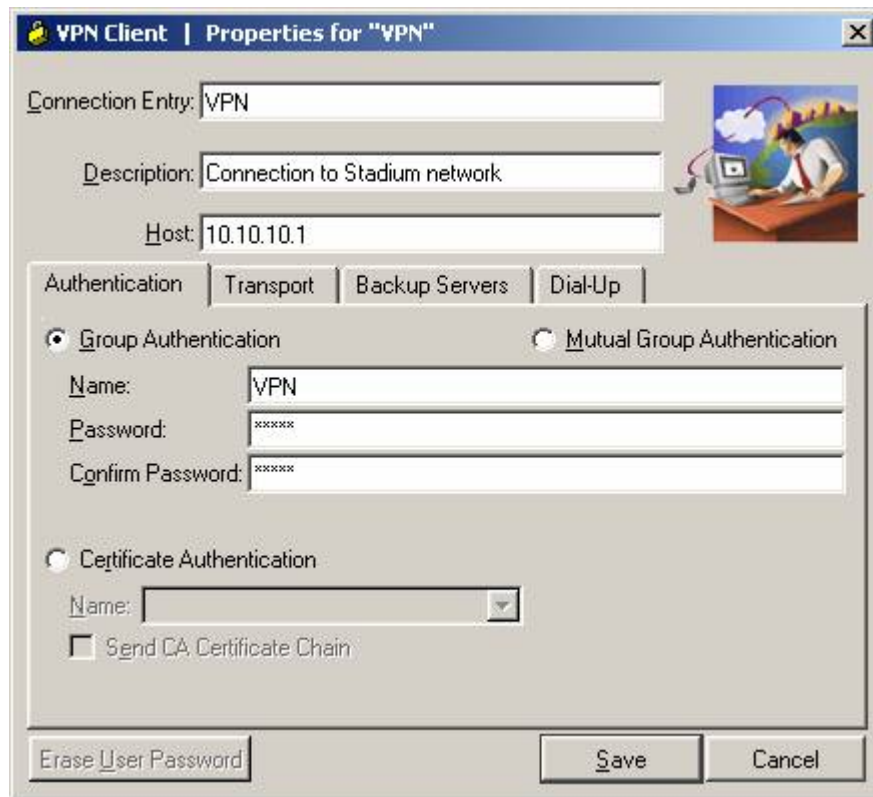 VPN Client | Properties for "VPN"
Connection Entry: VPN
Description: Connection to Stadium network
Host: 10.10.10.1
Authentication Transport Backup Servers Dial-Up
Group Authentication Mutual Group Authentication
Name: VPN
Password: *****
Confirm Password: *****
Certificate Authentication
Name:
Send CA Certificate Chain
Erase User Password Save Cancel